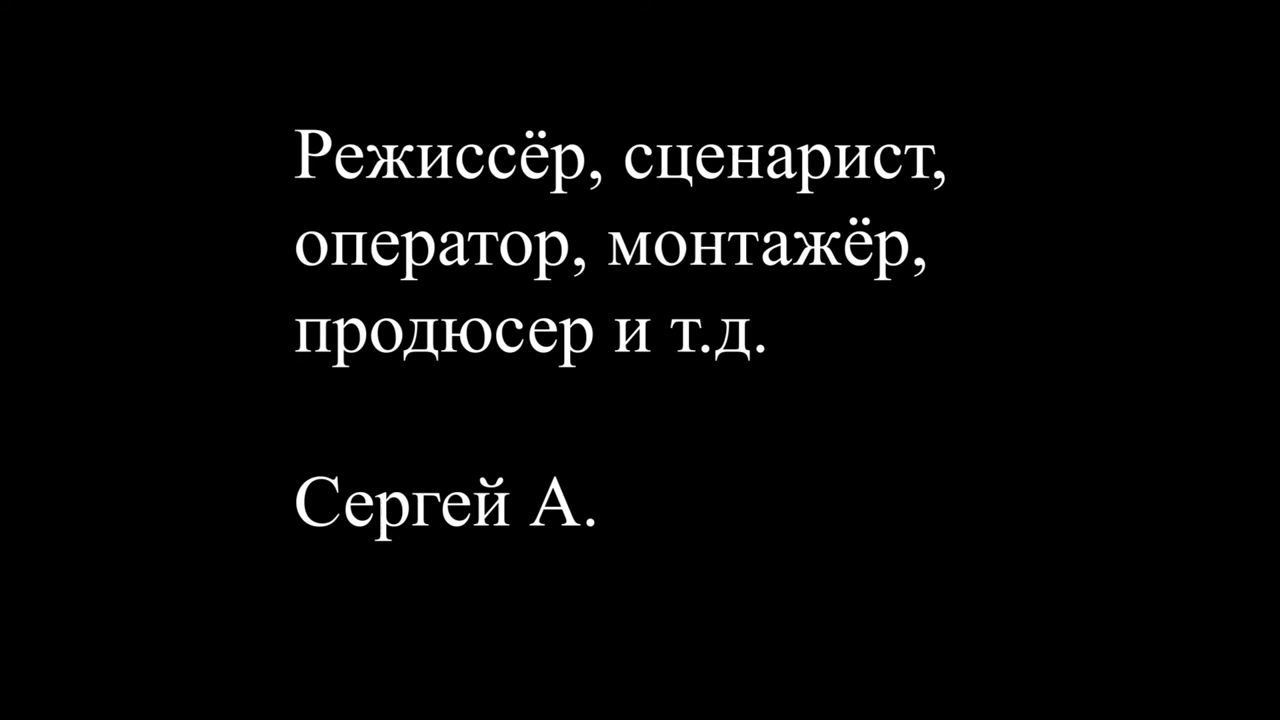 Режиссёр, сценарист,
оператор, монтажёр,
продюсер и т.д.
Сергей А.